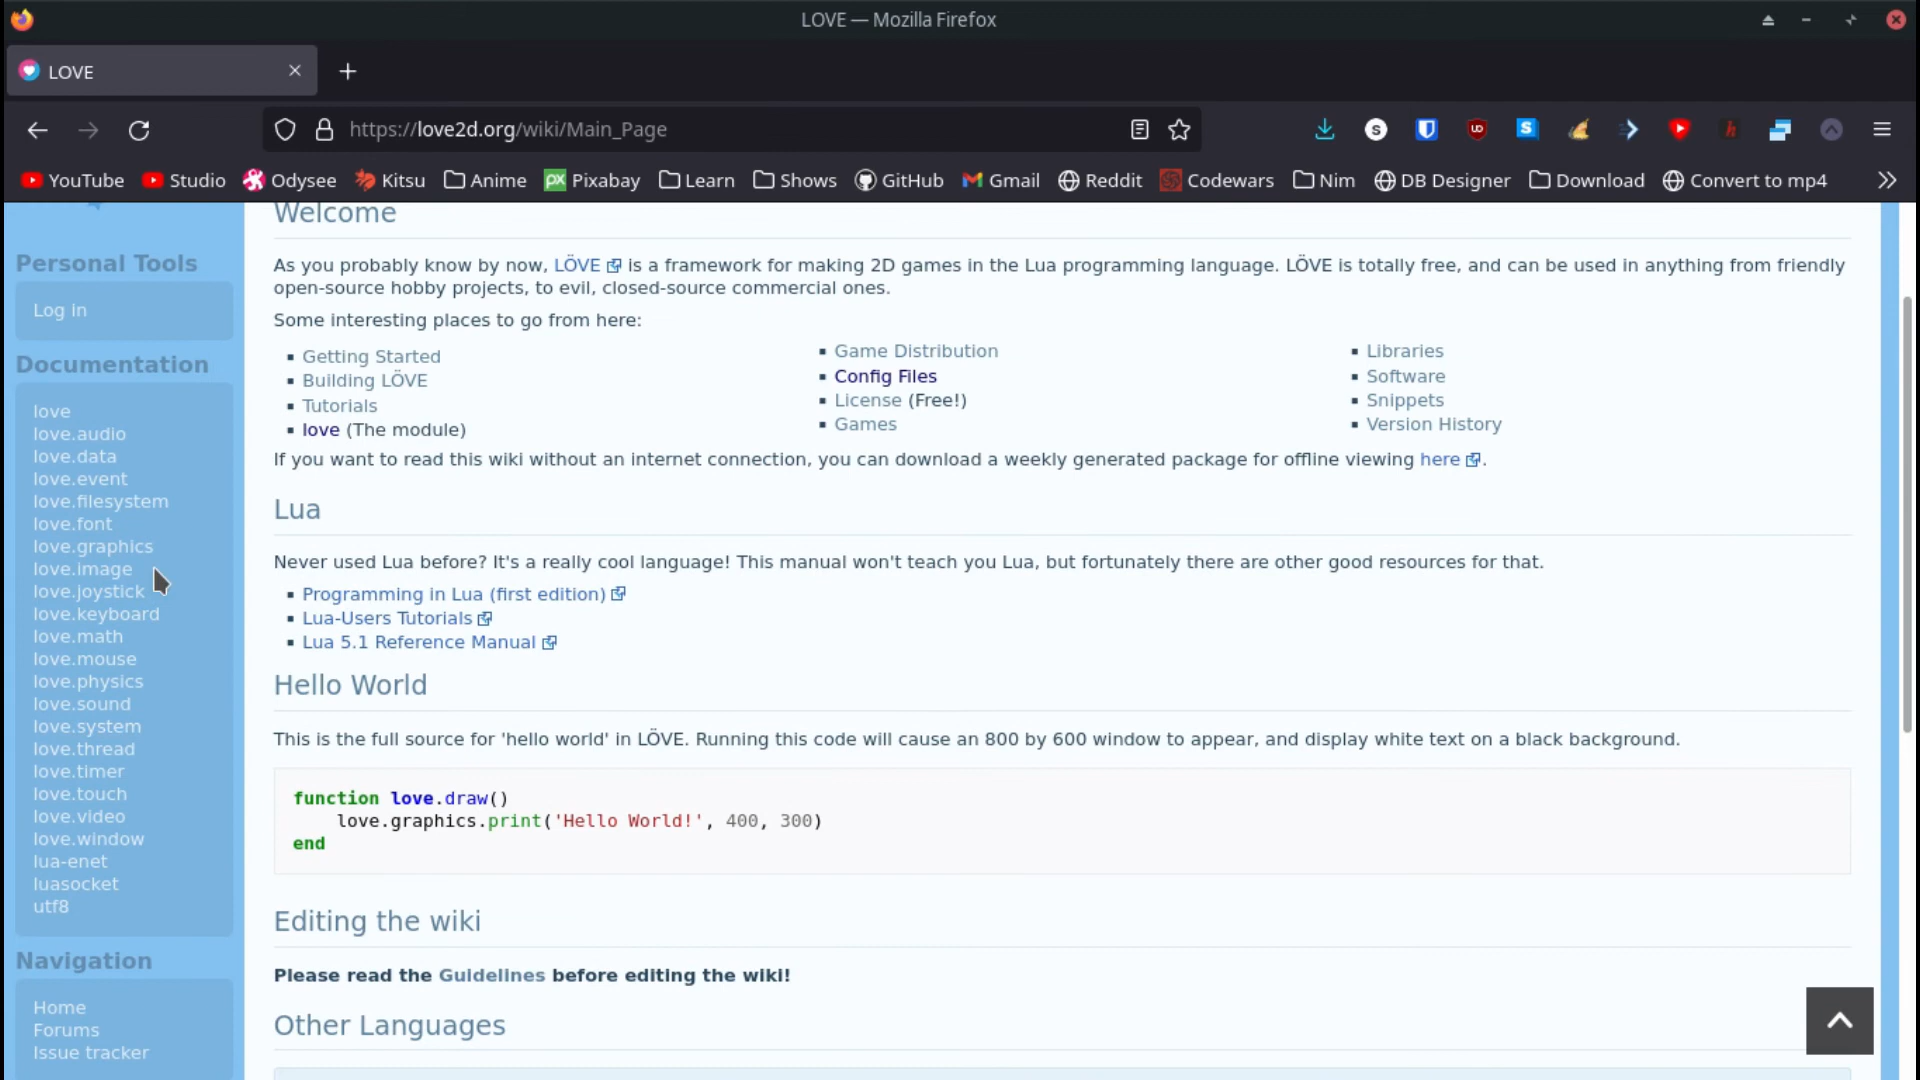 LOVE — Mozilla Firefox
LOVE
https://love2d.org/wiki/Main_Page
YouTube Studio Odysee Kitsu Anime Pixabay Learn Shows GitHub Gmail Reddit Codewars Nim DB Designer Download Convert to mp4
Personal Tools
Log in
Documentation
love
love.audio
love.data
love.event
love.filesystem
love.font
love.graphics
love.image
love.joystick
love.keyboard
love.math
love.mouse
love.physics
love.sound
love.system
love.thread
love.timer
love.touch
love.video
love.window
lua-enet
luasocket
utf8
Navigation
Home
Forums
Issue tracker
Welcome
As you probably know by now, LÖVE is a framework for making 2D games in the Lua programming language. LÖVE is totally free, and can be used in anything from friendly
open-source hobby projects, to evil, closed-source commercial ones.
Some interesting places to go from here:
Getting Started
Building LÖVE
Tutorials
love (The module)
Game Distribution
Config Files
License (Free!)
Games
Libraries
Software
Snippets
Version History
If you want to read this wiki without an internet connection, you can download a weekly generated package for offline viewing here.
Lua
Never used Lua before? It's a really cool language! This manual won't teach you Lua, but fortunately there are other good resources for that.
Programming in Lua (first edition)
Lua-Users Tutorials
Lua 5.1 Reference Manual
Hello World
This is the full source for 'hello world' in LÖVE. Running this code will cause an 800 by 600 window to appear, and display white text on a black background.
function love.draw()
    love.graphics.print('Hello World!', 400, 300)
end
Editing the wiki
Please read the Guidelines before editing the wiki!
Other Languages